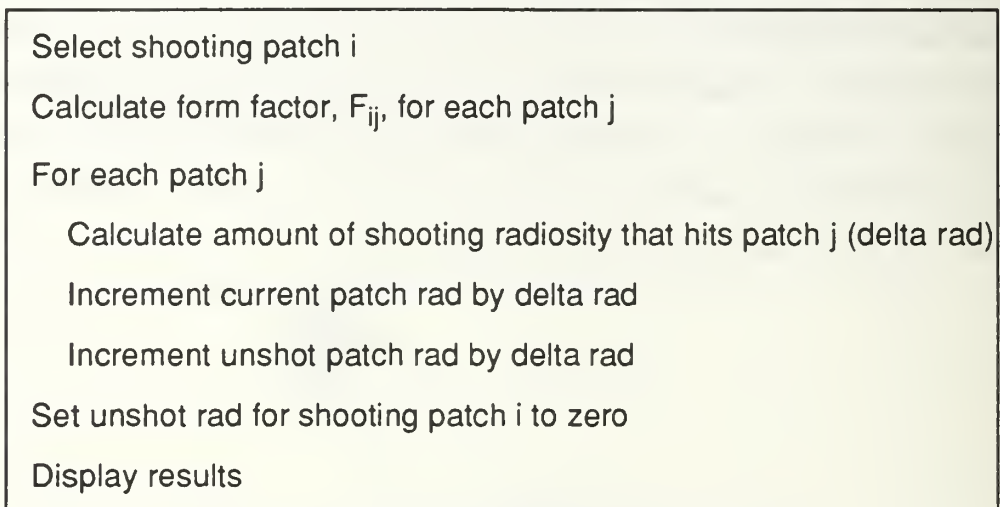 Select shooting patch i
Calculate form factor, Fij, for each patch j
For each patch j
Calculate amount of shooting radiosity that hits patch j (delta rad)
Increment current patch rad by delta rad
Increment unshot patch rad by delta rad
Set unshot rad for shooting patch i to zero
Display results